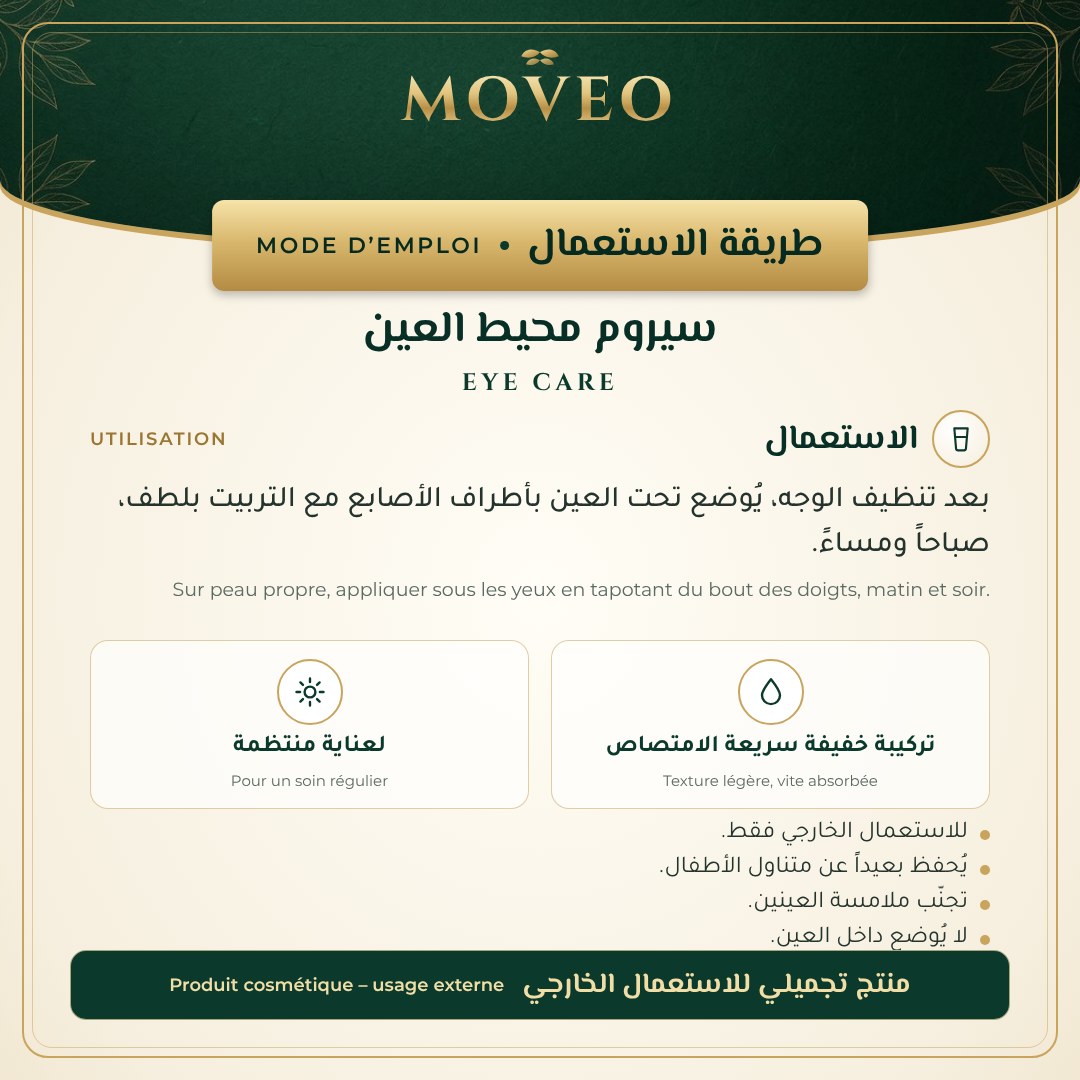 MOVEO
طريقة الاستعمال • MODE D’EMPLOI
سيروم محيط العين
EYE CARE
الاستعمال
UTILISATION
بعد تنظيف الوجه، يُوضع تحت العين بأطراف الأصابع مع التربيت بلطف،
صباحاً ومساءً.
Sur peau propre, appliquer sous les yeux en tapotant du bout des doigts, matin et soir.
تركيبة خفيفة سريعة الامتصاص
Texture légère, vite absorbée
لعناية منتظمة
Pour un soin régulier
للاستعمال الخارجي فقط.
يُحفظ بعيداً عن متناول الأطفال.
تجنّب ملامسة العينين.
لا يُوضع داخل العين.
منتج تجميلي للاستعمال الخارجي Produit cosmétique – usage externe